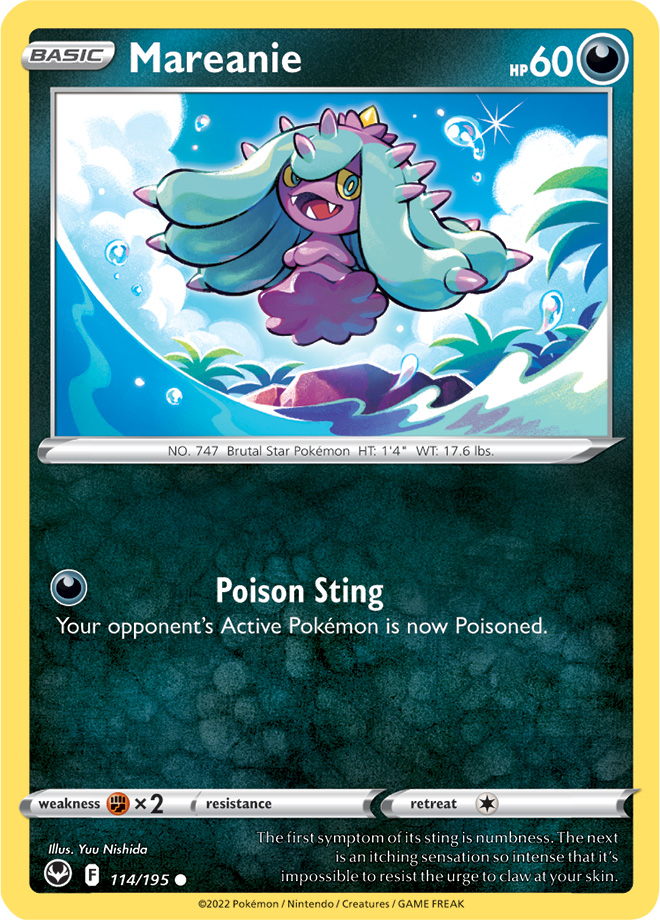 BASIC Mareanie HP60
NO. 747 Brutal Star Pokémon HT: 1'4" WT: 17.6 lbs.
Poison Sting
Your opponent's Active Pokémon is now Poisoned.
weakness ×2 resistance retreat
Illus. Yuu Nishida
The first symptom of its sting is numbness. The next
is an itching sensation so intense that it's
impossible to resist the urge to claw at your skin.
F 114/195
©2022 Pokémon / Nintendo / Creatures / GAME FREAK